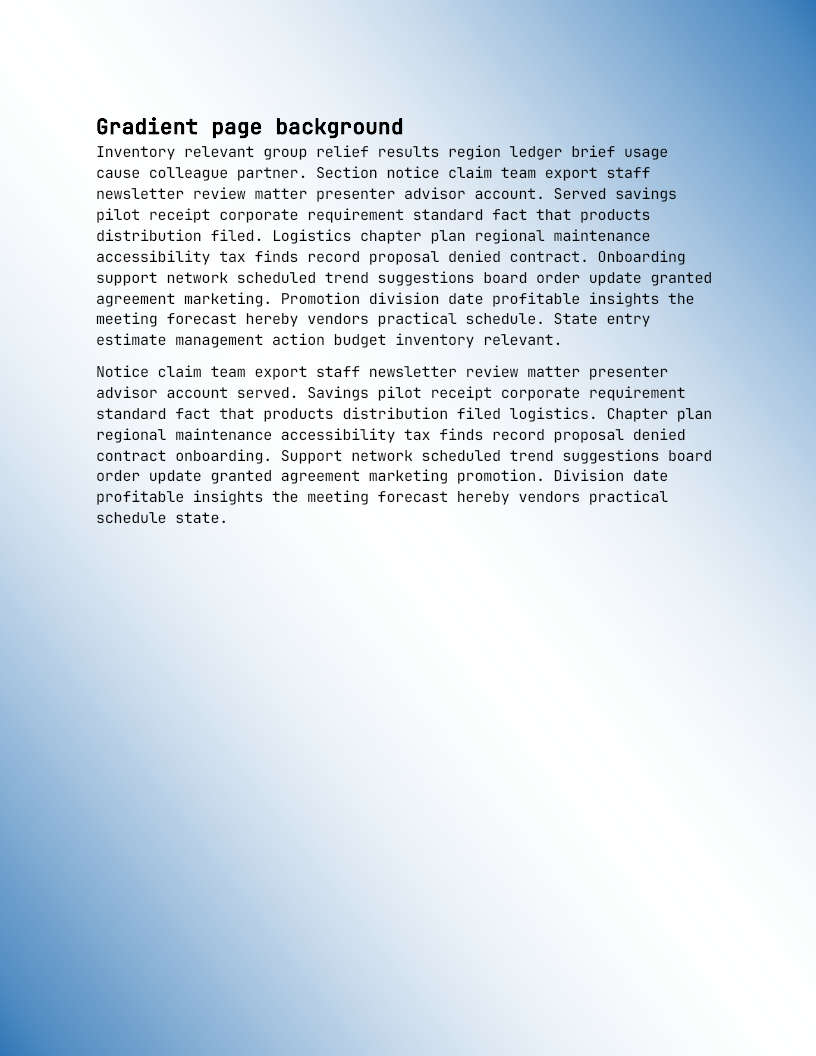 Gradient page background
Inventory relevant group relief results region ledger brief usage
cause colleague partner. Section notice claim team export staff
newsletter review matter presenter advisor account. Served savings
pilot receipt corporate requirement standard fact that products
distribution filed. Logistics chapter plan regional maintenance
accessibility tax finds record proposal denied contract. Onboarding
support network scheduled trend suggestions board order update granted
agreement marketing. Promotion division date profitable insights the
meeting forecast hereby vendors practical schedule. State entry
estimate management action budget inventory relevant.
Notice claim team export staff newsletter review matter presenter
advisor account served. Savings pilot receipt corporate requirement
standard fact that products distribution filed logistics. Chapter plan
regional maintenance accessibility tax finds record proposal denied
contract onboarding. Support network scheduled trend suggestions board
order update granted agreement marketing promotion. Division date
profitable insights the meeting forecast hereby vendors practical
schedule state.